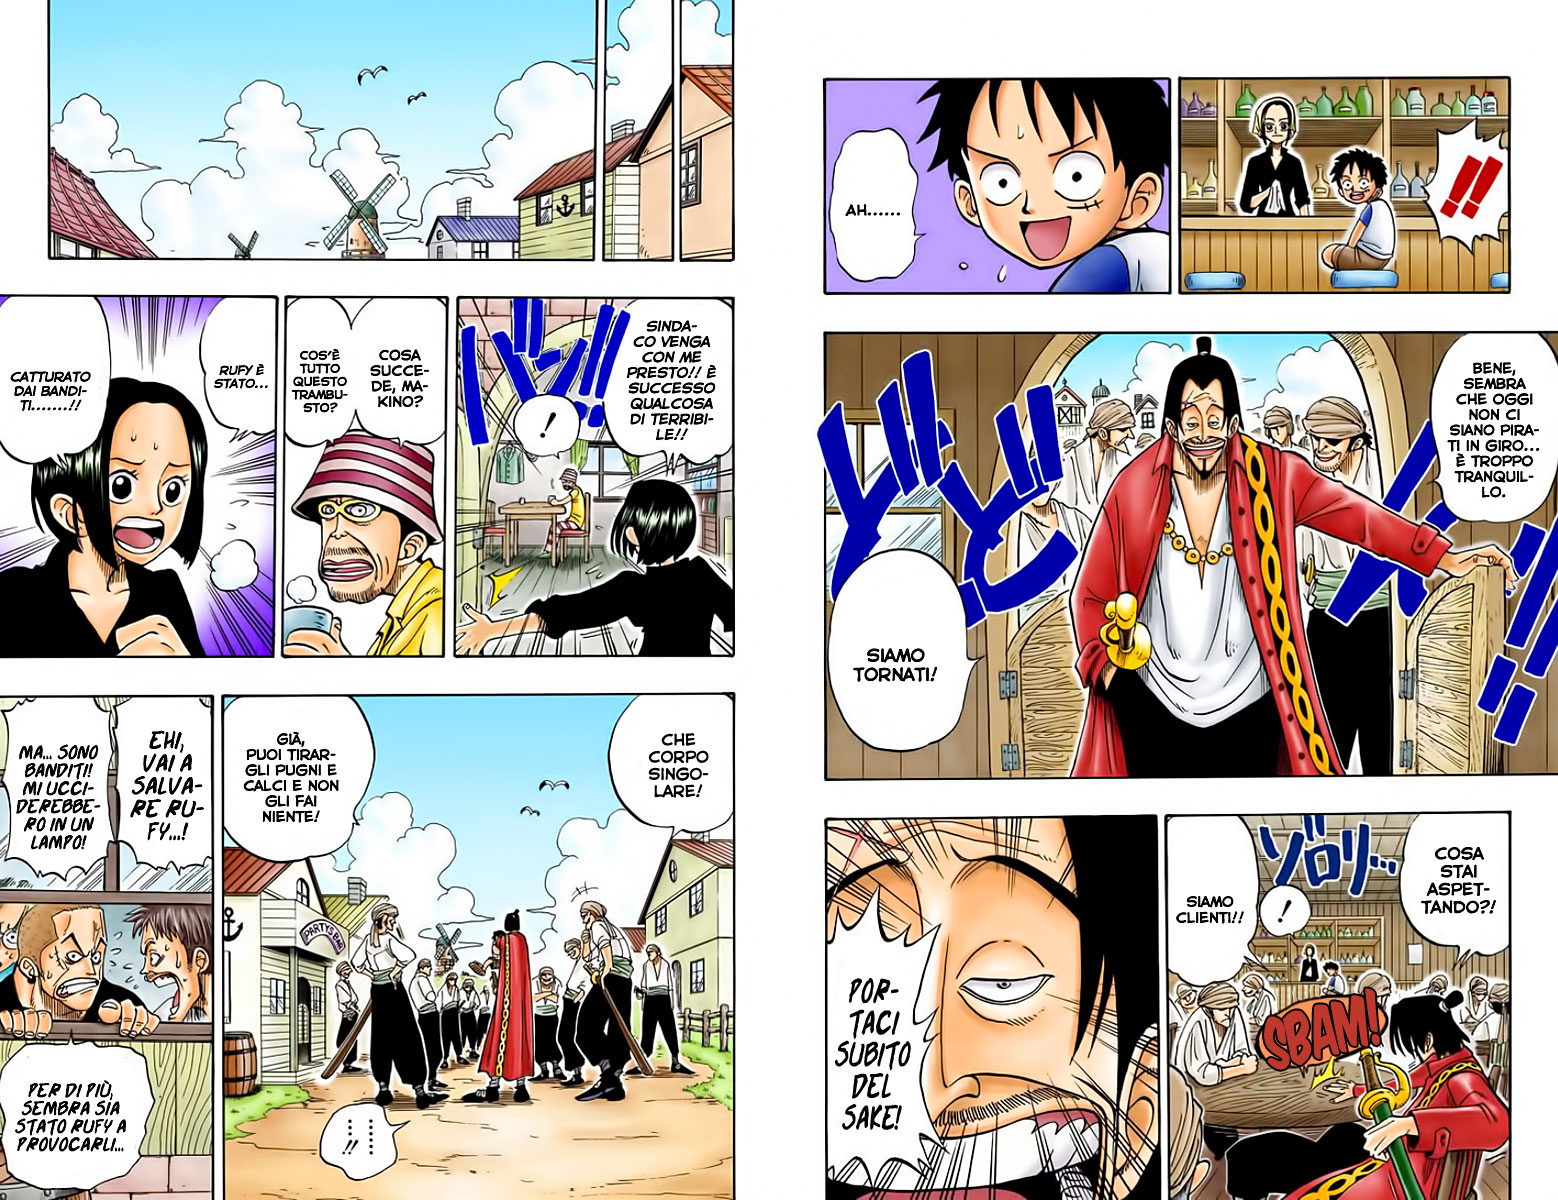 !!
AH......
BENE,
SEMBRA
CHE OGGI
NON CI
SIANO PIRA-
TI IN GIRO...
È TROPPO
TRANQUIL-
LO.
SIAMO
TORNATI!
COSA
STAI
ASPET-
TANDO?!
ゾロリ…
!
SIAMO
CLIENTI!!
SBAM!
POR-
TACI
SUBITO
DEL
SAKE!
SINDA-
CO VENGA
CON ME
PRESTO!! È
SUCCESSO
QUALCOSA
DI TERRIBI-
LE!!
バン!!
!
COSA
SUCCE-
DE, MA-
KINO?
COS'È
TUTTO
QUESTO
TRAMBU-
STO?
RUFY È
STATO...
CATTURATO
DAI BANDI-
TI.......!!
CHE
CORPO
SINGO-
LARE!
GIÀ,
PUOI TIRAR-
GLI PUGNI E
CALCI E NON
GLI FAI
NIENTE!
PARTYS BAR
......!!
EHI,
VAI A
SALVA-
RE RU-
FY...!
MA... SONO
BANDITI!
MI UCCI-
DEREBBE-
RO IN UN
LAMPO!
PER DI PIÙ,
SEMBRA SIA
STATO RUFY A
PROVOCARLI...